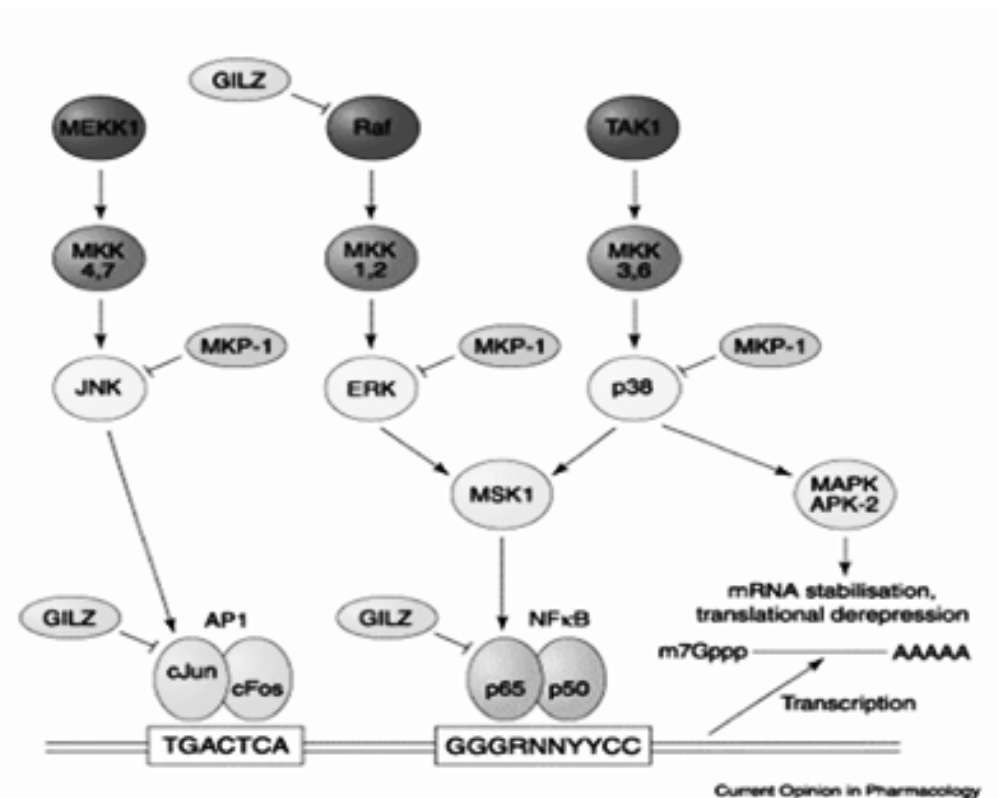 GILZ
MEKK1
Raf
TAK1
MKK
4,7
MKK
1,2
MKK
3,6
MKP-1
MKP-1
MKP-1
JNK
ERK
p38
MSK1
MAPK
APK-2
mRNA stabilisation,
translational derepression
GILZ
AP1
GILZ
NFκB
m7Gppp
AAAAA
cJun
cFos
p65
p50
Transcription
TGACTCA
GGGRNNYYCC
Current Opinion in Pharmacology